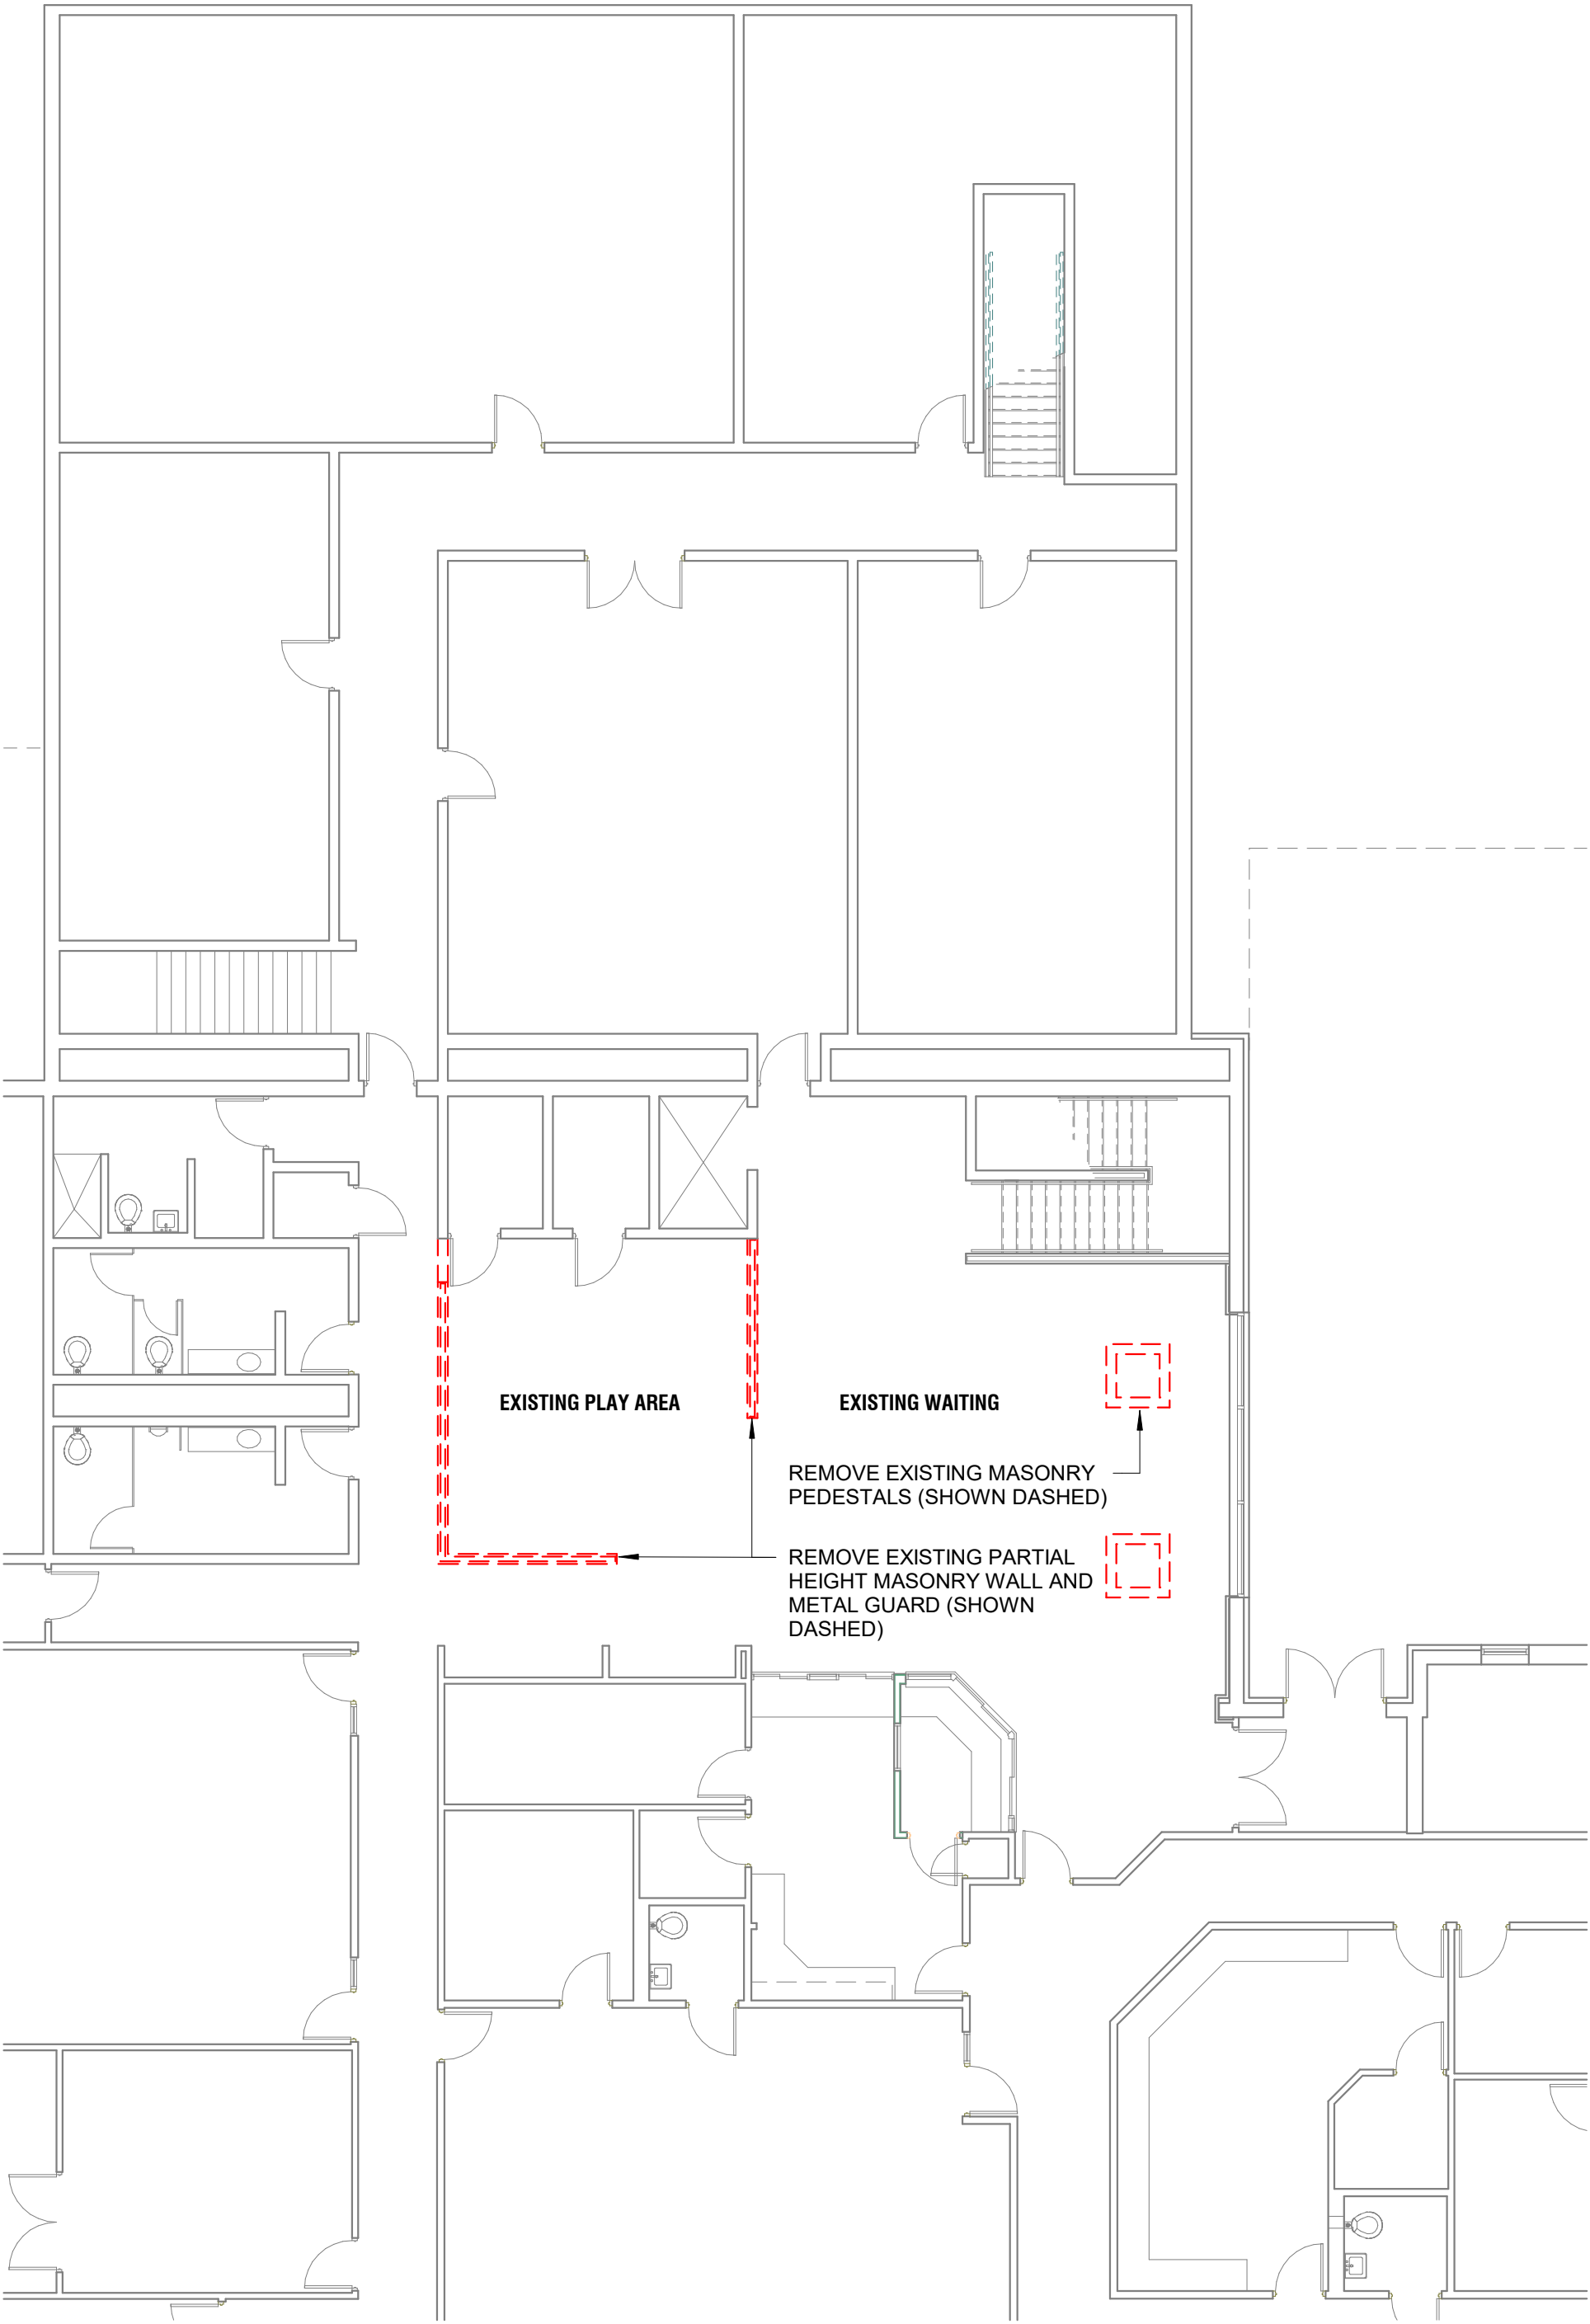 EXISTING PLAY AREA
EXISTING WAITING
REMOVE EXISTING MASONRY
PEDESTALS (SHOWN DASHED)
REMOVE EXISTING PARTIAL
HEIGHT MASONRY WALL AND
METAL GUARD (SHOWN
DASHED)